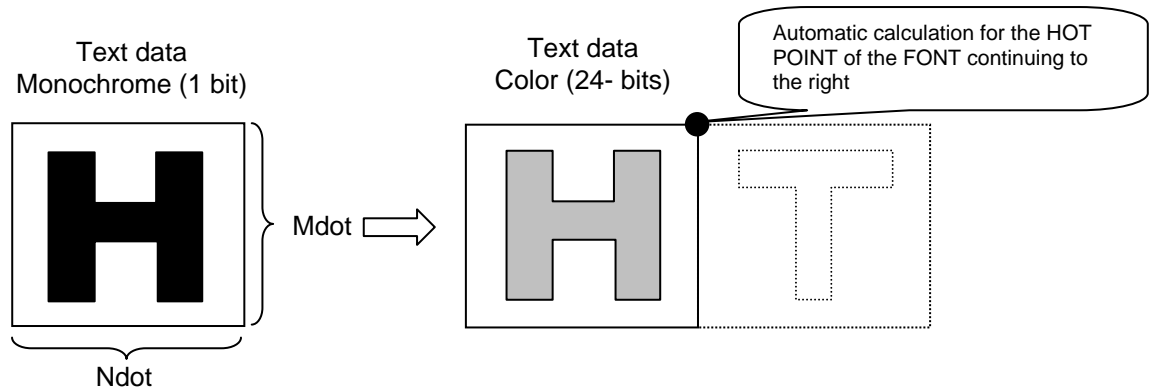 Text data
Monochrome (1 bit)
H
Mdot
Ndot
Text data
Color (24- bits)
H
T
Automatic calculation for the HOT
POINT of the FONT continuing to
the right